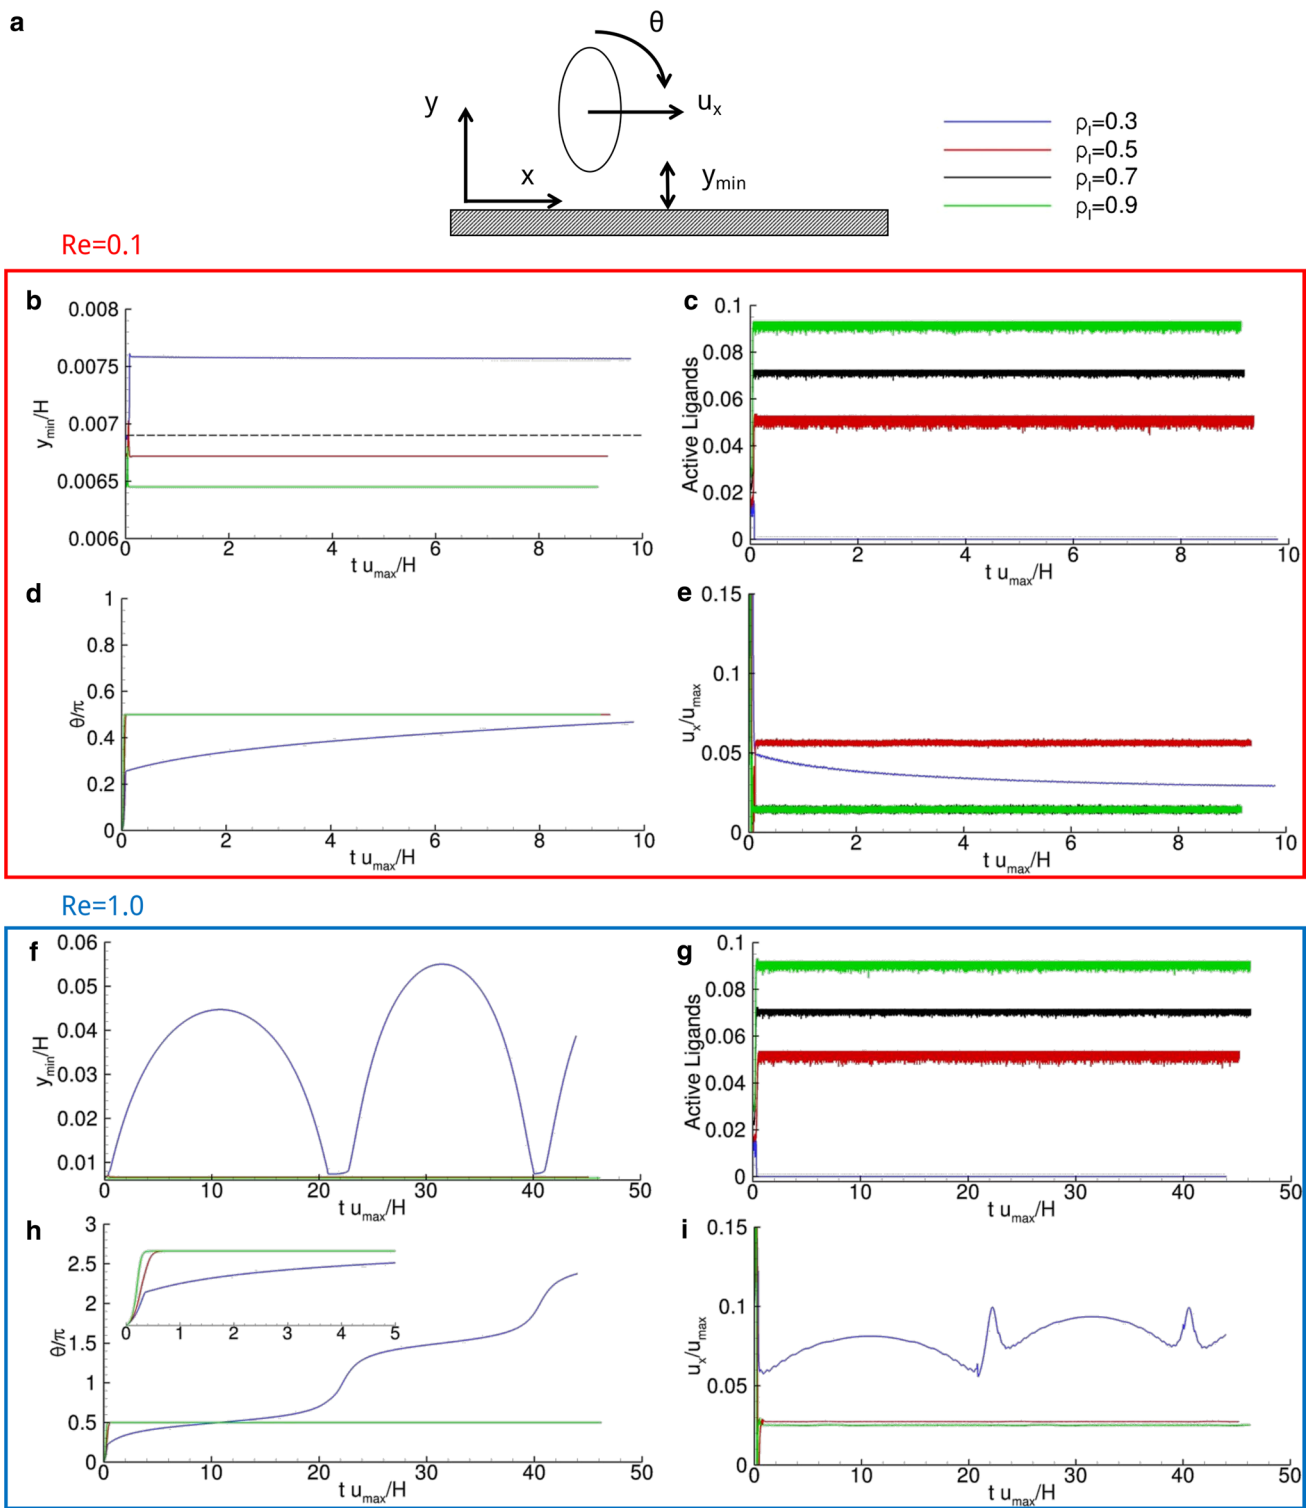 a
θ
y
uₓ
x
y_min
ρ_l=0.3
ρ_l=0.5
ρ_l=0.7
ρ_l=0.9
Re=0.1
b
0.008
0.0075
0.007
0.0065
0.006
y_min/H
0 2 4 6 8 10
t u_max/H
c
0.1
0.08
0.06
0.04
0.02
0
Active Ligands
0 2 4 6 8 10
t u_max/H
d
1
0.8
0.6
0.4
0.2
0
θ/π
0 2 4 6 8 10
t u_max/H
e
0.15
0.1
0.05
0
uₓ/u_max
0 2 4 6 8 10
t u_max/H
Re=1.0
f
0.06
0.05
0.04
0.03
0.02
0.01
y_min/H
0 10 20 30 40 50
t u_max/H
g
0.1
0.08
0.06
0.04
0.02
0
Active Ligands
0 10 20 30 40 50
t u_max/H
h
3
2.5
2
1.5
1
0.5
0
θ/π
0 1 2 3 4 5
0 10 20 30 40 50
t u_max/H
i
0.15
0.1
0.05
0
uₓ/u_max
0 10 20 30 40 50
t u_max/H